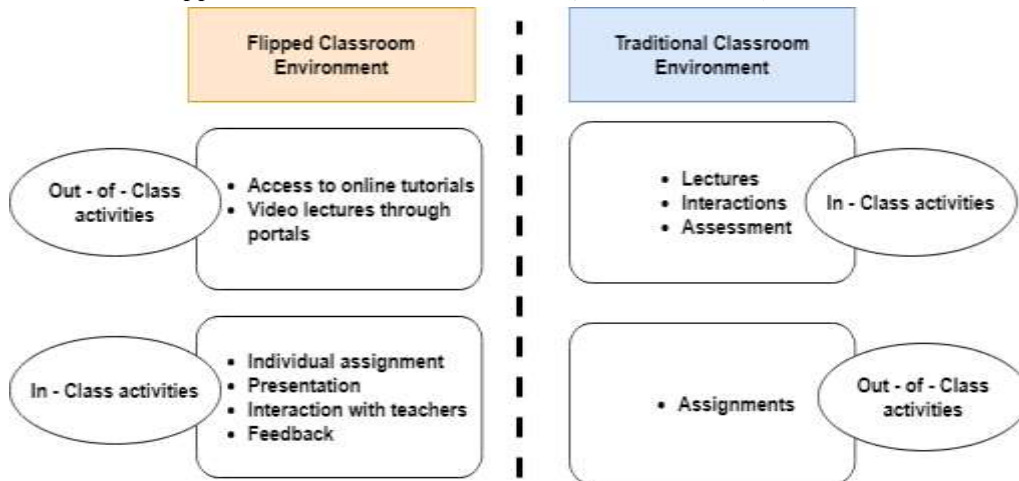 Flipped Classroom
Environment
Traditional Classroom
Environment
Out - of - Class
activities
• Access to online tutorials
• Video lectures through
portals
• Lectures
• Interactions
• Assessment
In - Class activities
In - Class activities
• Individual assignment
• Presentation
• Interaction with teachers
• Feedback
• Assignments
Out - of - Class
activities